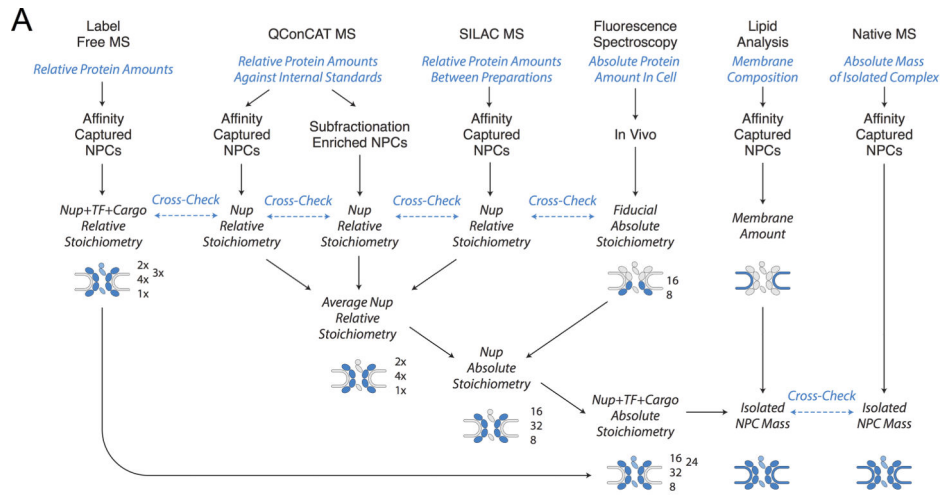 A
Label
Free MS
QConCAT MS
SILAC MS
Fluorescence
Spectroscopy
Lipid
Analysis
Native MS
Relative Protein Amounts
Relative Protein Amounts
Against Internal Standards
Relative Protein Amounts
Between Preparations
Absolute Protein
Amount In Cell
Membrane
Composition
Absolute Mass
of Isolated Complex
Affinity
Captured
NPCs
Affinity
Captured
NPCs
Subfractionation
Enriched NPCs
Affinity
Captured
NPCs
In Vivo
Affinity
Captured
NPCs
Affinity
Captured
NPCs
Cross-Check
Cross-Check
Cross-Check
Cross-Check
Nup+TF+Cargo
Relative
Stoichiometry
Nup
Relative
Stoichiometry
Nup
Relative
Stoichiometry
Nup
Relative
Stoichiometry
Fiducial
Absolute
Stoichiometry
Membrane
Amount
2x
3x
4x
1x
16
8
Average Nup
Relative
Stoichiometry
2x
4x
1x
Nup
Absolute
Stoichiometry
16
32
8
Nup+TF+Cargo
Absolute
Stoichiometry
Isolated
NPC Mass
Cross-Check
Isolated
NPC Mass
16
24
32
8